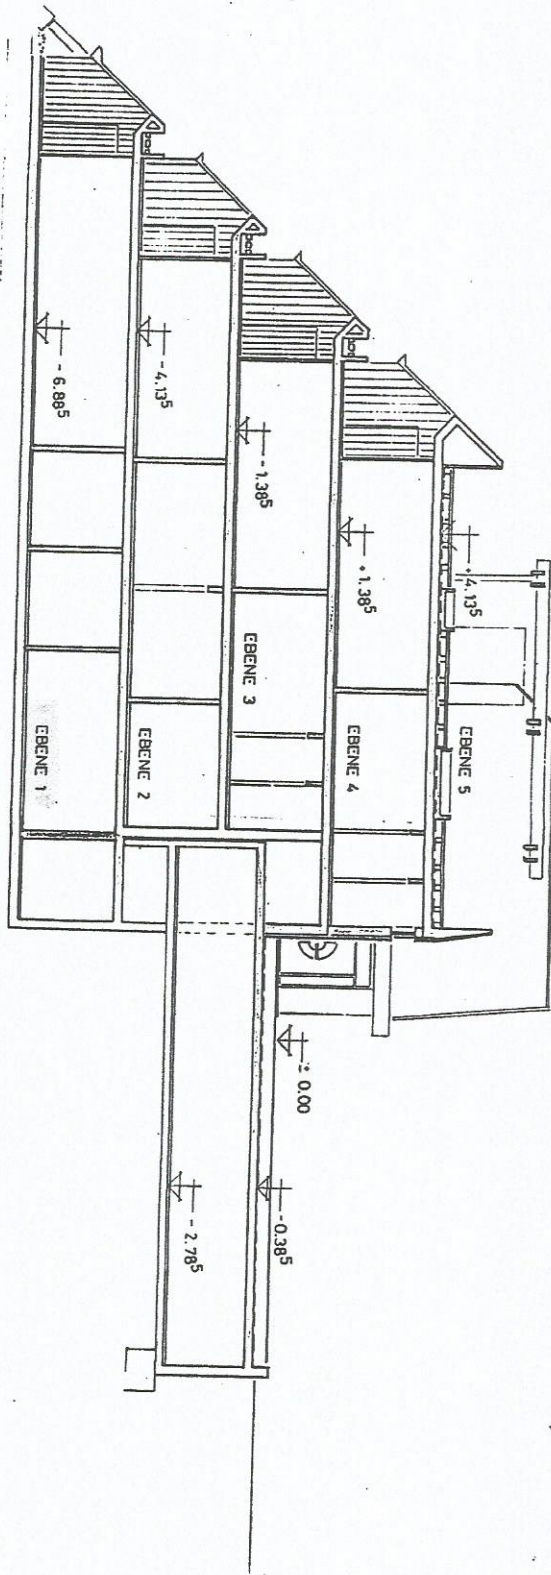 +4.13⁵
EBENE 5
+1.38⁵
EBENE 4
-1.38⁵
EBENE 3
-4.13⁵
EBENE 2
-6.88⁵
EBENE 1
± 0.00
-0.38⁵
-2.78⁵